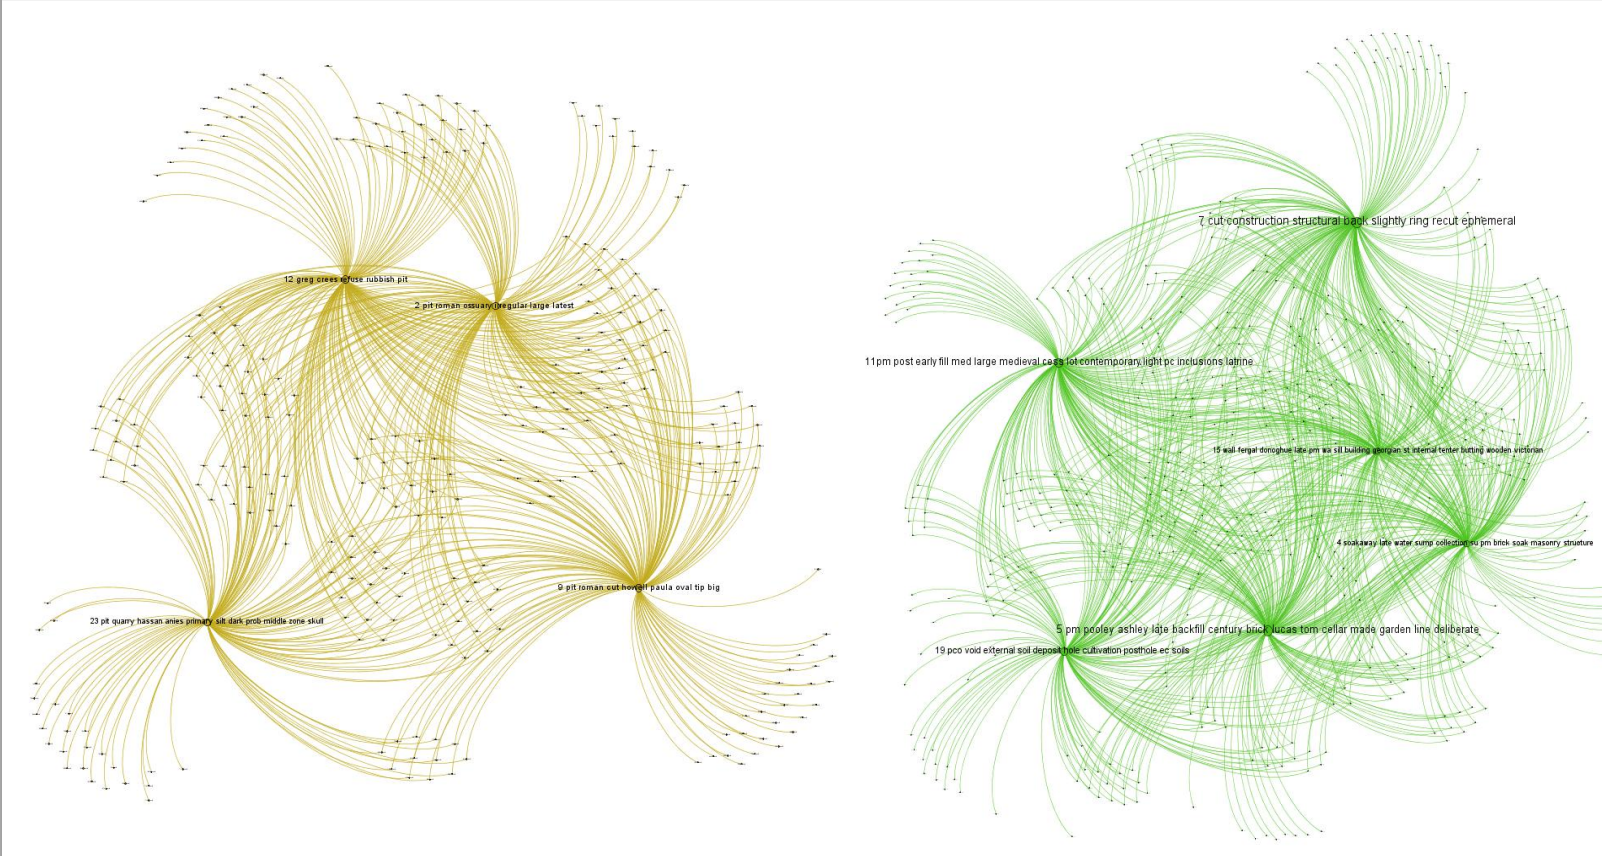 12 greg crees refuse rubbish pit
2 pit roman ossuary irregular large latest
9 pit roman cut howell paula oval tip big
23 pit quarry hassan anies primary silt dark prob middle zone skull
7 cut construction structural back slightly ring recut ephemeral
11pm post early fill med large medieval cess lot contemporary light pc inclusions latrine
15 wall fergal donoghue late pm wa sill building georgian st internal tenter butting wooden victorian
4 soakaway late water sump collection su pm brick soak masonry structure
5 pm pooley ashley late backfill century brick lucas tom cellar made garden line deliberate
19 pco void external soil deposit hole cultivation posthole ec soils